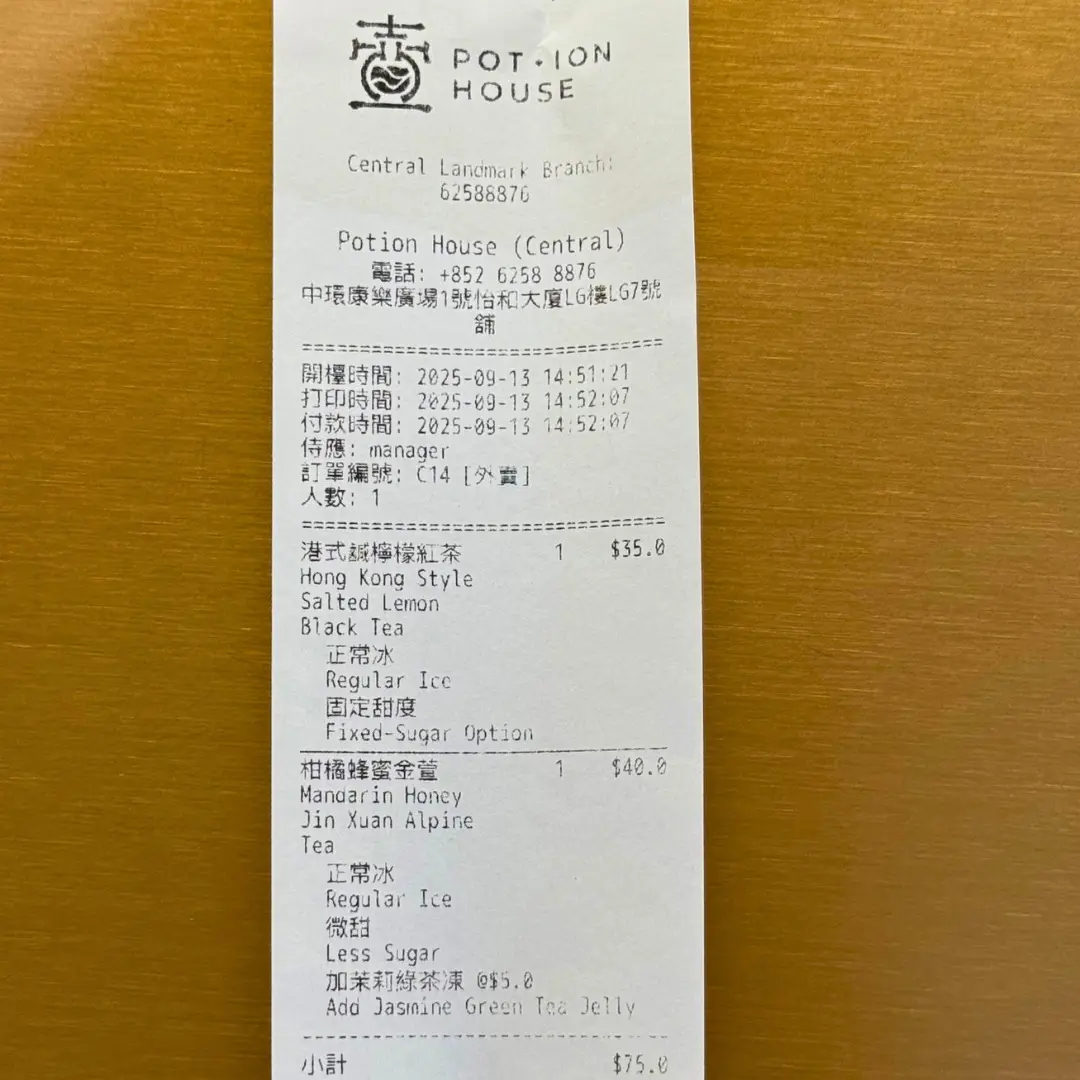 壺 POT·ION
HOUSE
Central Landmark Branch:
62588876
Potion House (Central)
電話: +852 6258 8876
中環康樂廣場1號怡和大廈LG樓LG7號
舖
================================
開檯時間: 2025-09-13 14:51:21
打印時間: 2025-09-13 14:52:07
付款時間: 2025-09-13 14:52:07
侍應: manager
訂單編號: C14 [外賣]
人數: 1
================================
港式鹹檸檬紅茶 1 $35.0
Hong Kong Style
Salted Lemon
Black Tea
正常冰
Regular Ice
固定甜度
Fixed-Sugar Option
柑橘蜂蜜金萱 1 $40.0
Mandarin Honey
Jin Xuan Alpine
Tea
正常冰
Regular Ice
微甜
Less Sugar
加茉莉綠茶凍 @$5.0
Add Jasmine Green Tea Jelly
--------------------------------
小計 $75.0